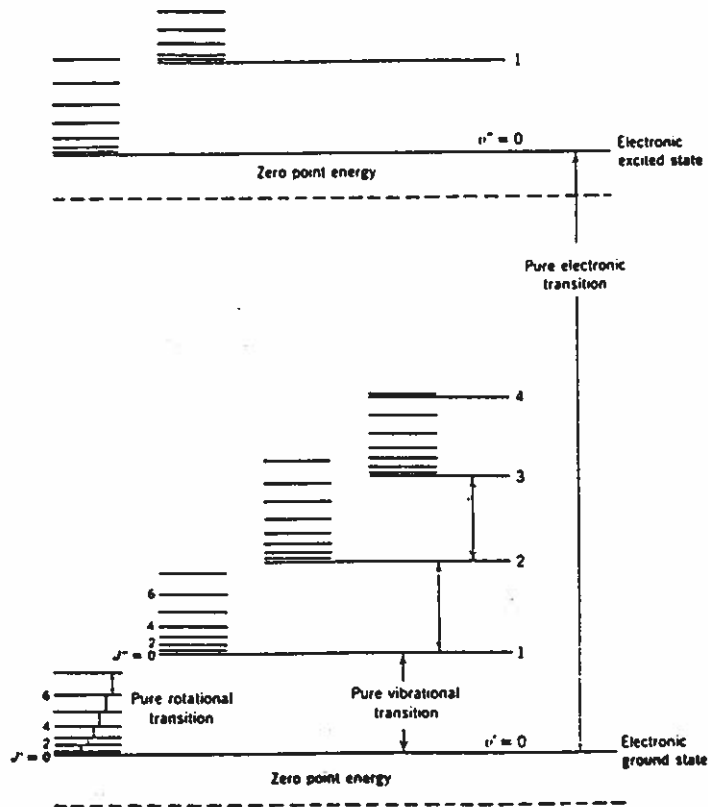 1
υ″ = 0
Electronic
excited state
Zero point energy
Pure electronic
transition
4
3
2
6
4
2
J″ = 0
1
6
4
2
J″ = 0
Pure rotational
transition
Pure vibrational
transition
υ″ = 0
Electronic
ground state
Zero point energy